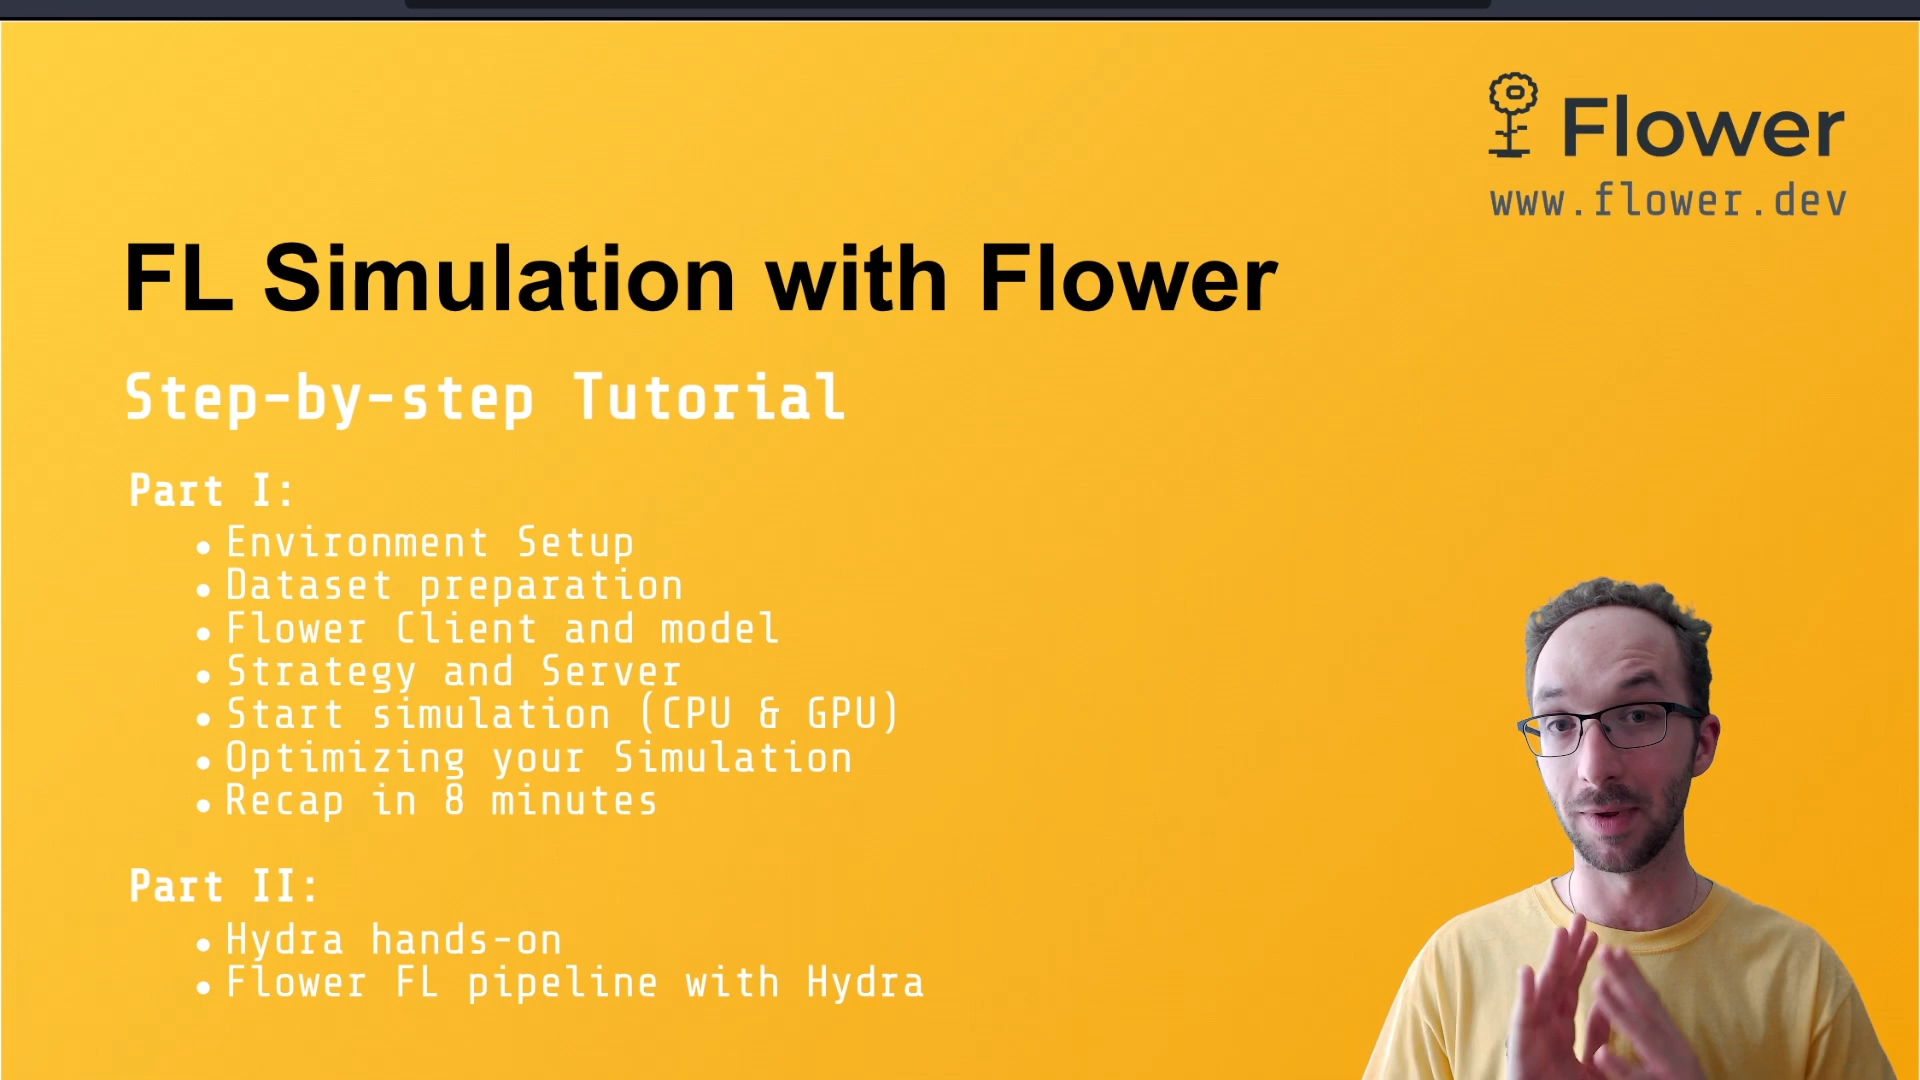 Flower
www.flower.dev
FL Simulation with Flower
Step-by-step Tutorial
Part I:
• Environment Setup
• Dataset preparation
• Flower Client and model
• Strategy and Server
• Start simulation (CPU & GPU)
• Optimizing your Simulation
• Recap in 8 minutes
Part II:
• Hydra hands-on
• Flower FL pipeline with Hydra